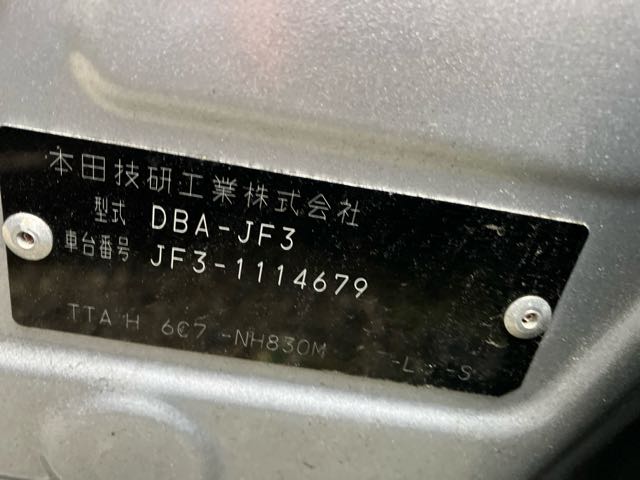 本田技研工業株式会社
型式 DBA-JF3
車台番号 JF3-1114679
TTA H 6C7 -NH830M -L -S